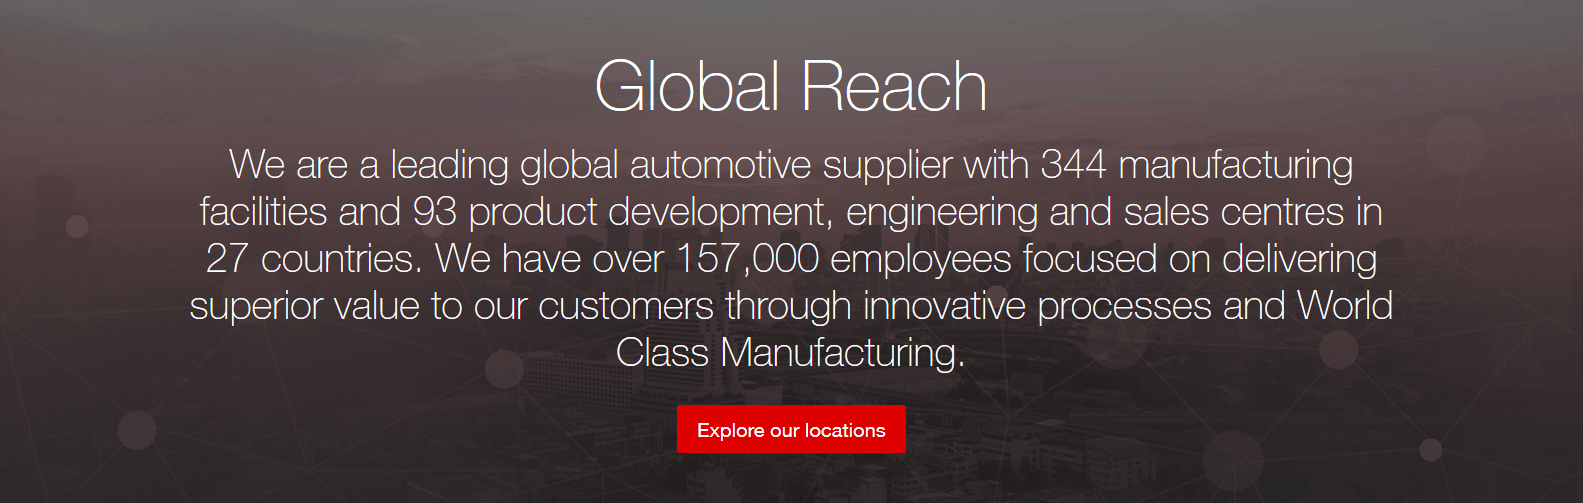 Global Reach
We are a leading global automotive supplier with 344 manufacturing
facilities and 93 product development, engineering and sales centres in
27 countries. We have over 157,000 employees focused on delivering
superior value to our customers through innovative processes and World
Class Manufacturing.
Explore our locations